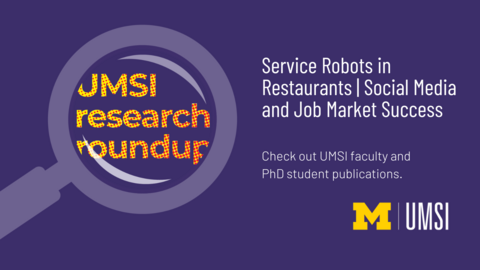 UMSI
research
roundup
Service Robots in
Restaurants | Social Media
and Job Market Success
Check out UMSI faculty and
PhD student publications.
M | UMSI